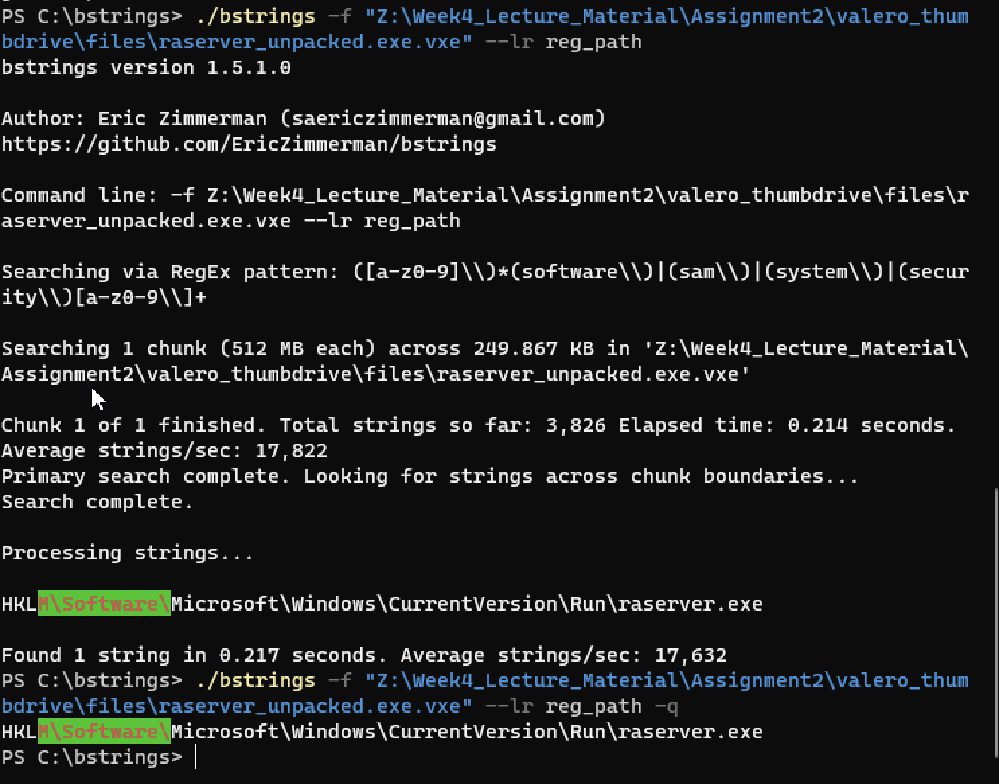 PS C:\bstrings> ./bstrings -f "Z:\Week4_Lecture_Material\Assignment2\valero_thum
bdrive\files\raserver_unpacked.exe.vxe" --lr reg_path
bstrings version 1.5.1.0
Author: Eric Zimmerman (saericzimmerman@gmail.com)
https://github.com/EricZimmerman/bstrings
Command line: -f Z:\Week4_Lecture_Material\Assignment2\valero_thumbdrive\files\r
aserver_unpacked.exe.vxe --lr reg_path
Searching via RegEx pattern: ([a-z0-9]\\)*(software\\)|(sam\\)|(system\\)|(secur
ity\\)[a-z0-9\\]+
Searching 1 chunk (512 MB each) across 249.867 KB in 'Z:\Week4_Lecture_Material\
Assignment2\valero_thumbdrive\files\raserver_unpacked.exe.vxe'
Chunk 1 of 1 finished. Total strings so far: 3,826 Elapsed time: 0.214 seconds.
Average strings/sec: 17,822
Primary search complete. Looking for strings across chunk boundaries...
Search complete.
Processing strings...
HKLM\Software\Microsoft\Windows\CurrentVersion\Run\raserver.exe
Found 1 string in 0.217 seconds. Average strings/sec: 17,632
PS C:\bstrings> ./bstrings -f "Z:\Week4_Lecture_Material\Assignment2\valero_thum
bdrive\files\raserver_unpacked.exe.vxe" --lr reg_path -q
HKLM\Software\Microsoft\Windows\CurrentVersion\Run\raserver.exe
PS C:\bstrings>